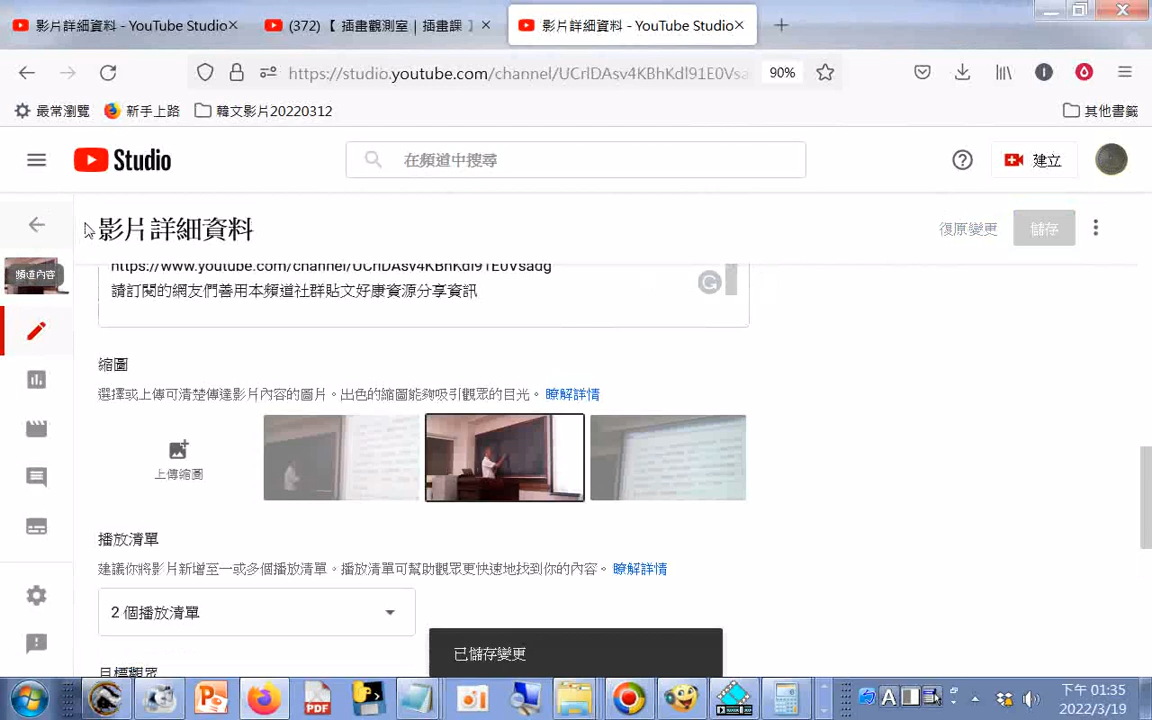 影片詳細資料 - YouTube Studio
(372)【 插畫觀測室 | 插畫課 】
影片詳細資料 - YouTube Studio
https://studio.youtube.com/channel/UCrlDAsv4KBhKdl91E0Vsa
90%
最常瀏覽
新手上路
韓文影片20220312
其他書籤
Studio
在頻道中搜尋
建立
影片詳細資料
復原變更
儲存
https://www.youtube.com/channel/UCrlDAsv4KBhKdl91E0Vsadg
頻道內容
請訂閱的網友們善用本頻道社群貼文好康資源分享資訊
縮圖
選擇或上傳可清楚傳達影片內容的圖片。出色的縮圖能夠吸引觀眾的目光。 瞭解詳情
上傳縮圖
播放清單
建議你將影片新增至一或多個播放清單。播放清單可幫助觀眾更快速地找到你的內容。 瞭解詳情
2 個播放清單
已儲存變更
目標觀眾
下午 01:35
2022/3/19